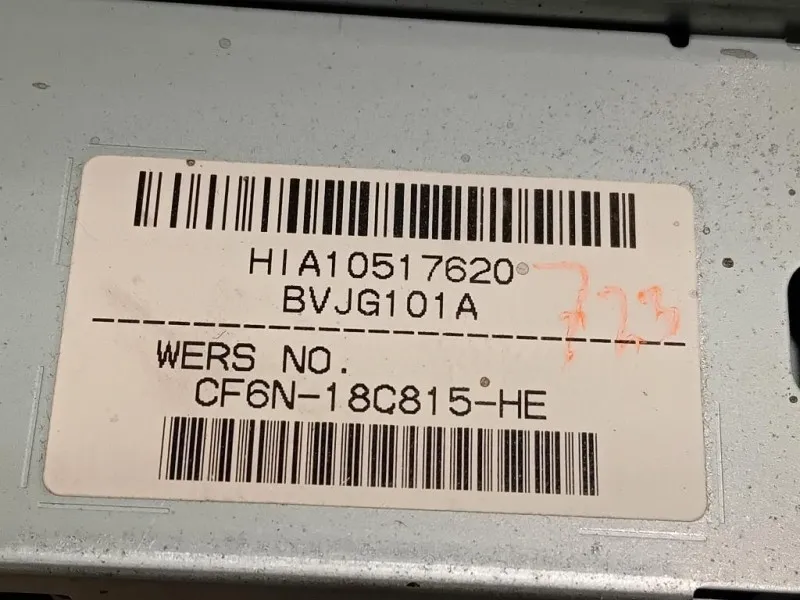 HIA10517620
BVJG101A
723
WERS NO.
CF6N-18C815-HE